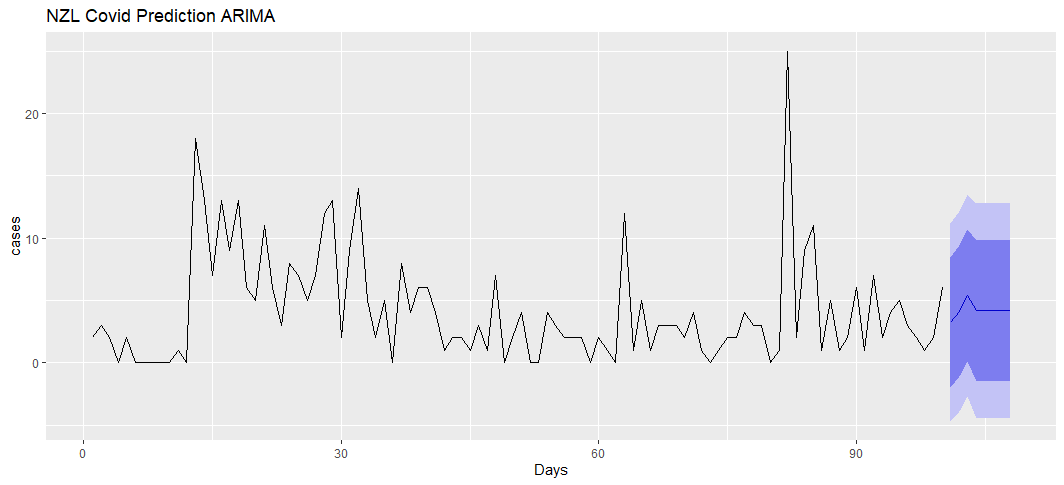 NZL Covid Prediction ARIMA
20
10
0
cases
0 30 60 90
Days